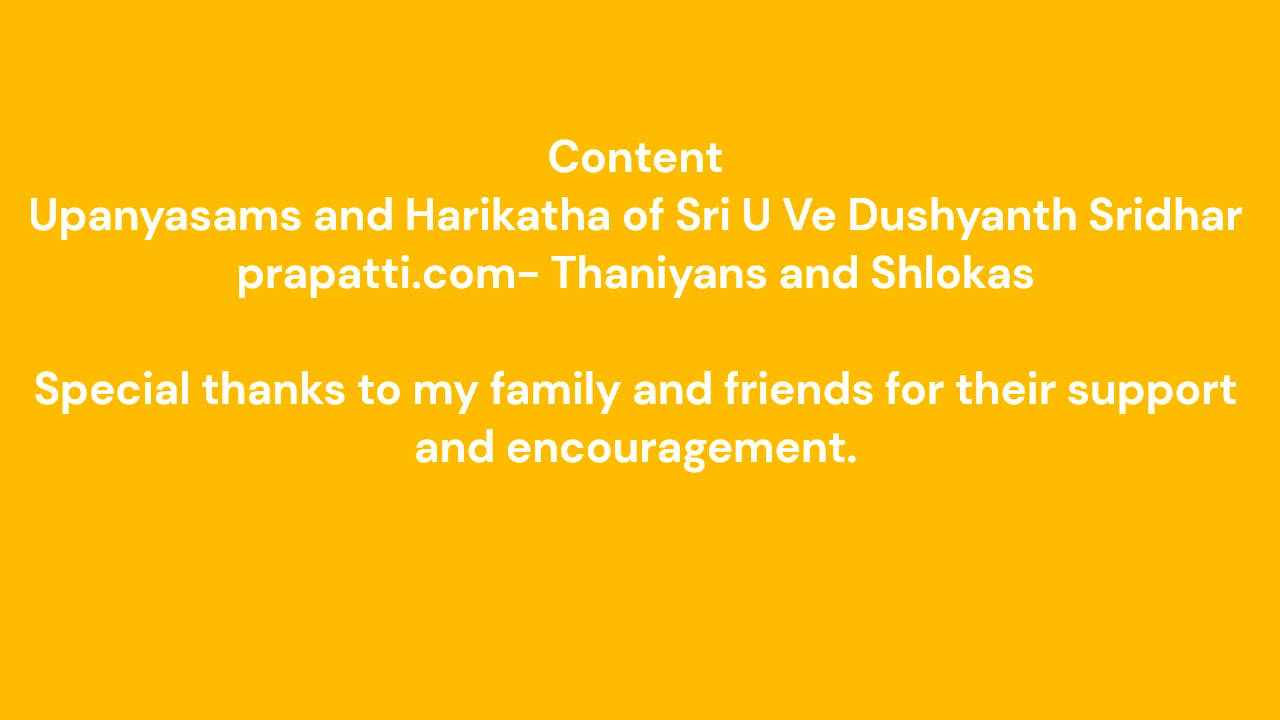 Content
Upanyasams and Harikatha of Sri U Ve Dushyanth Sridhar
prapatti.com- Thaniyans and Shlokas
Special thanks to my family and friends for their support
and encouragement.